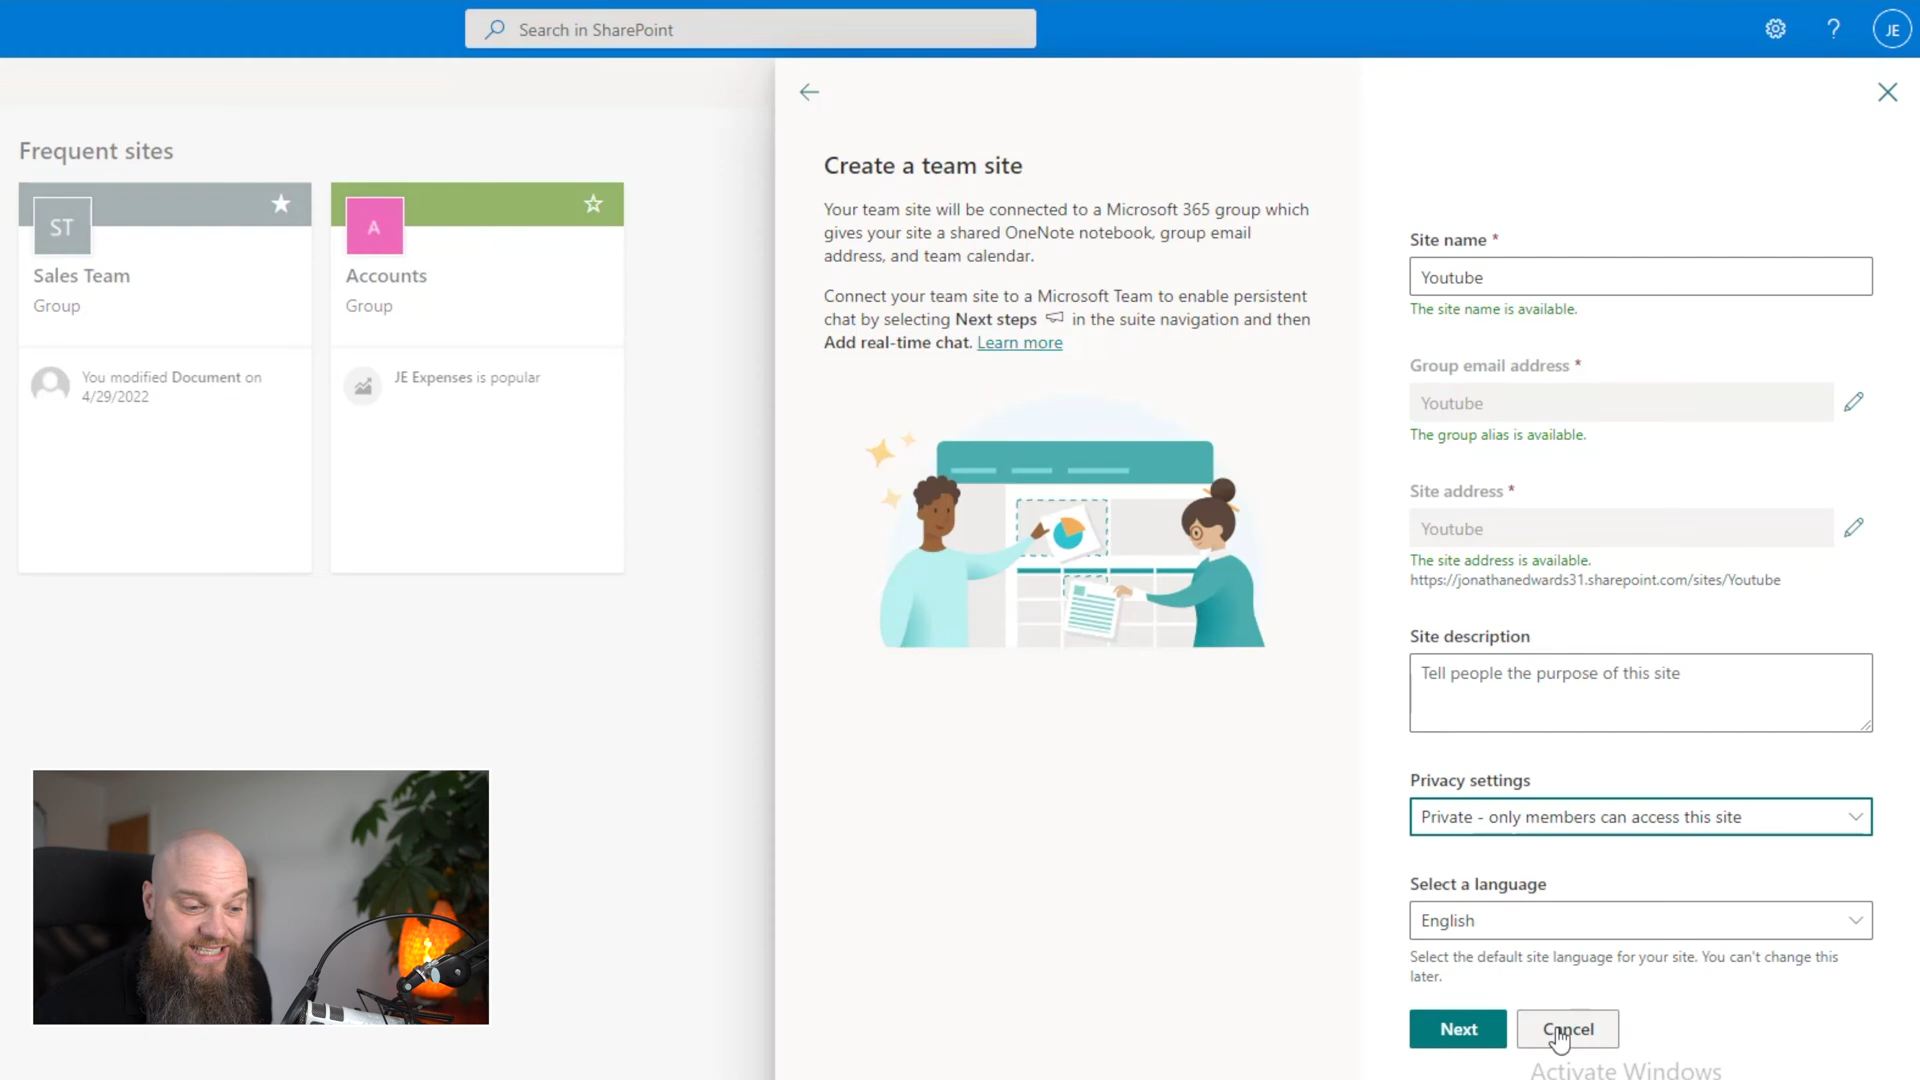 Search in SharePoint
?
JE
Frequent sites
ST
Sales Team
Group
You modified Document on
4/29/2022
A
Accounts
Group
JE Expenses is popular
Create a team site
Your team site will be connected to a Microsoft 365 group which
gives your site a shared OneNote notebook, group email
address, and team calendar.
Connect your team site to a Microsoft Team to enable persistent
chat by selecting Next steps in the suite navigation and then
Add real-time chat. Learn more
Site name *
Youtube
The site name is available.
Group email address *
Youtube
The group alias is available.
Site address *
Youtube
The site address is available.
https://jonathanedwards31.sharepoint.com/sites/Youtube
Site description
Tell people the purpose of this site
Privacy settings
Private - only members can access this site
Select a language
English
Select the default site language for your site. You can't change this
later.
Next
Cancel
Activate Windows